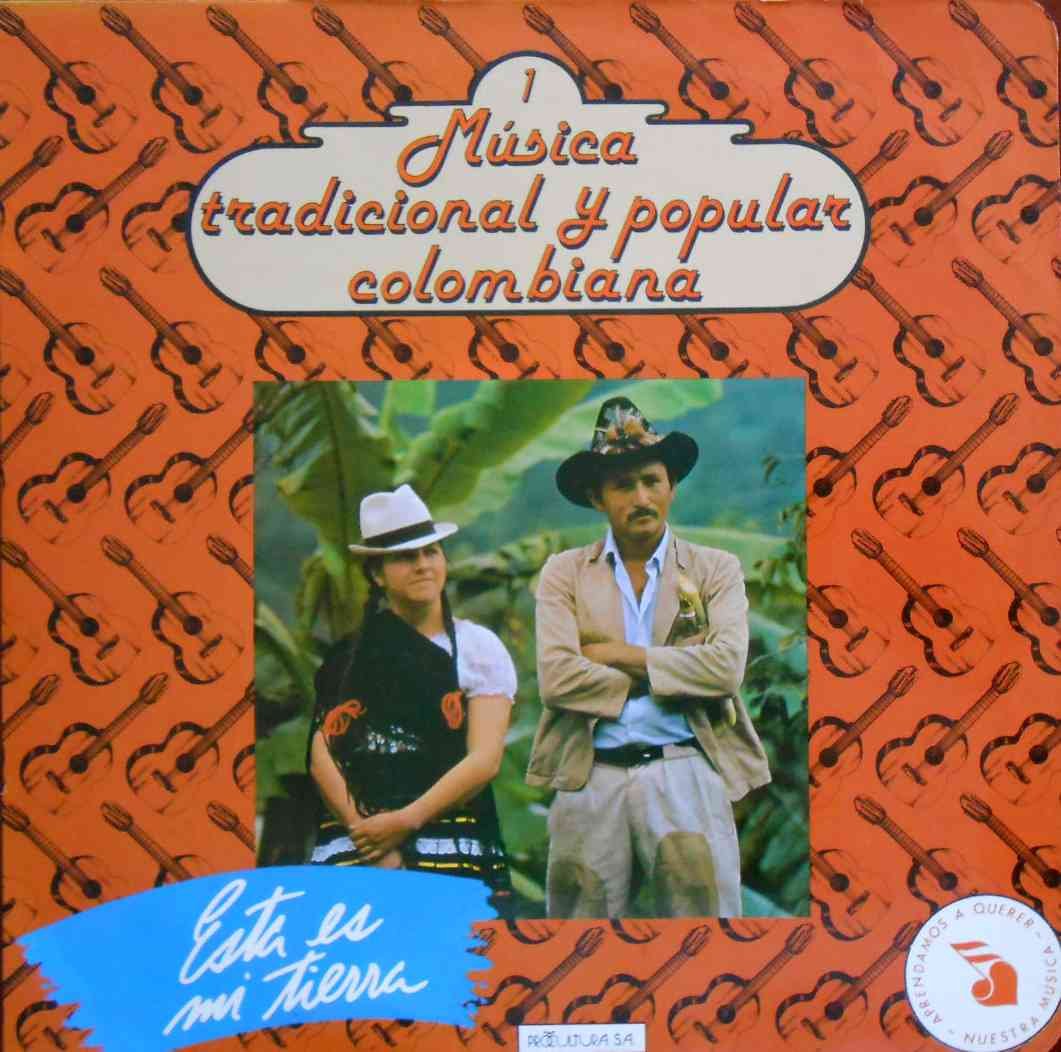 1
Música
tradicional y popular
colombiana
Esta es
mi tierra
PROCULTURA S.A.
APRENDAMOS A QUERER ~
NUESTRA MÚSICA ~